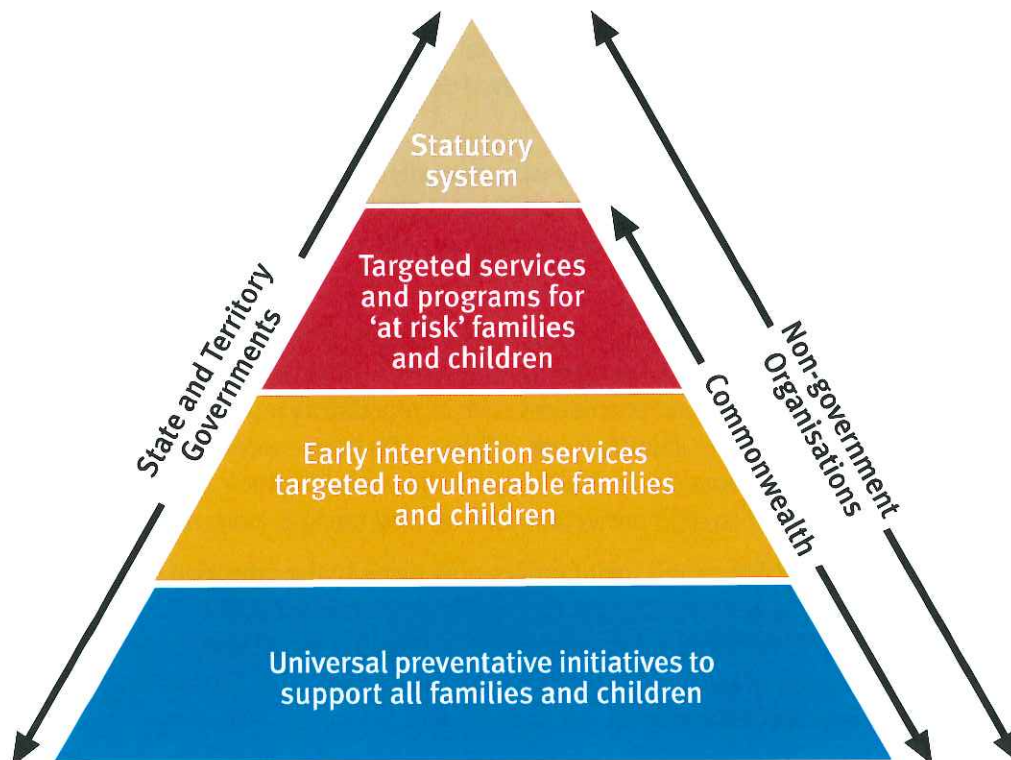 Statutory
system
Targeted services
and programs for
‘at risk’ families
and children
Early intervention services
targeted to vulnerable families
and children
Universal preventative initiatives to
support all families and children
State and Territory
Governments
Commonwealth
Non-government
Organisations